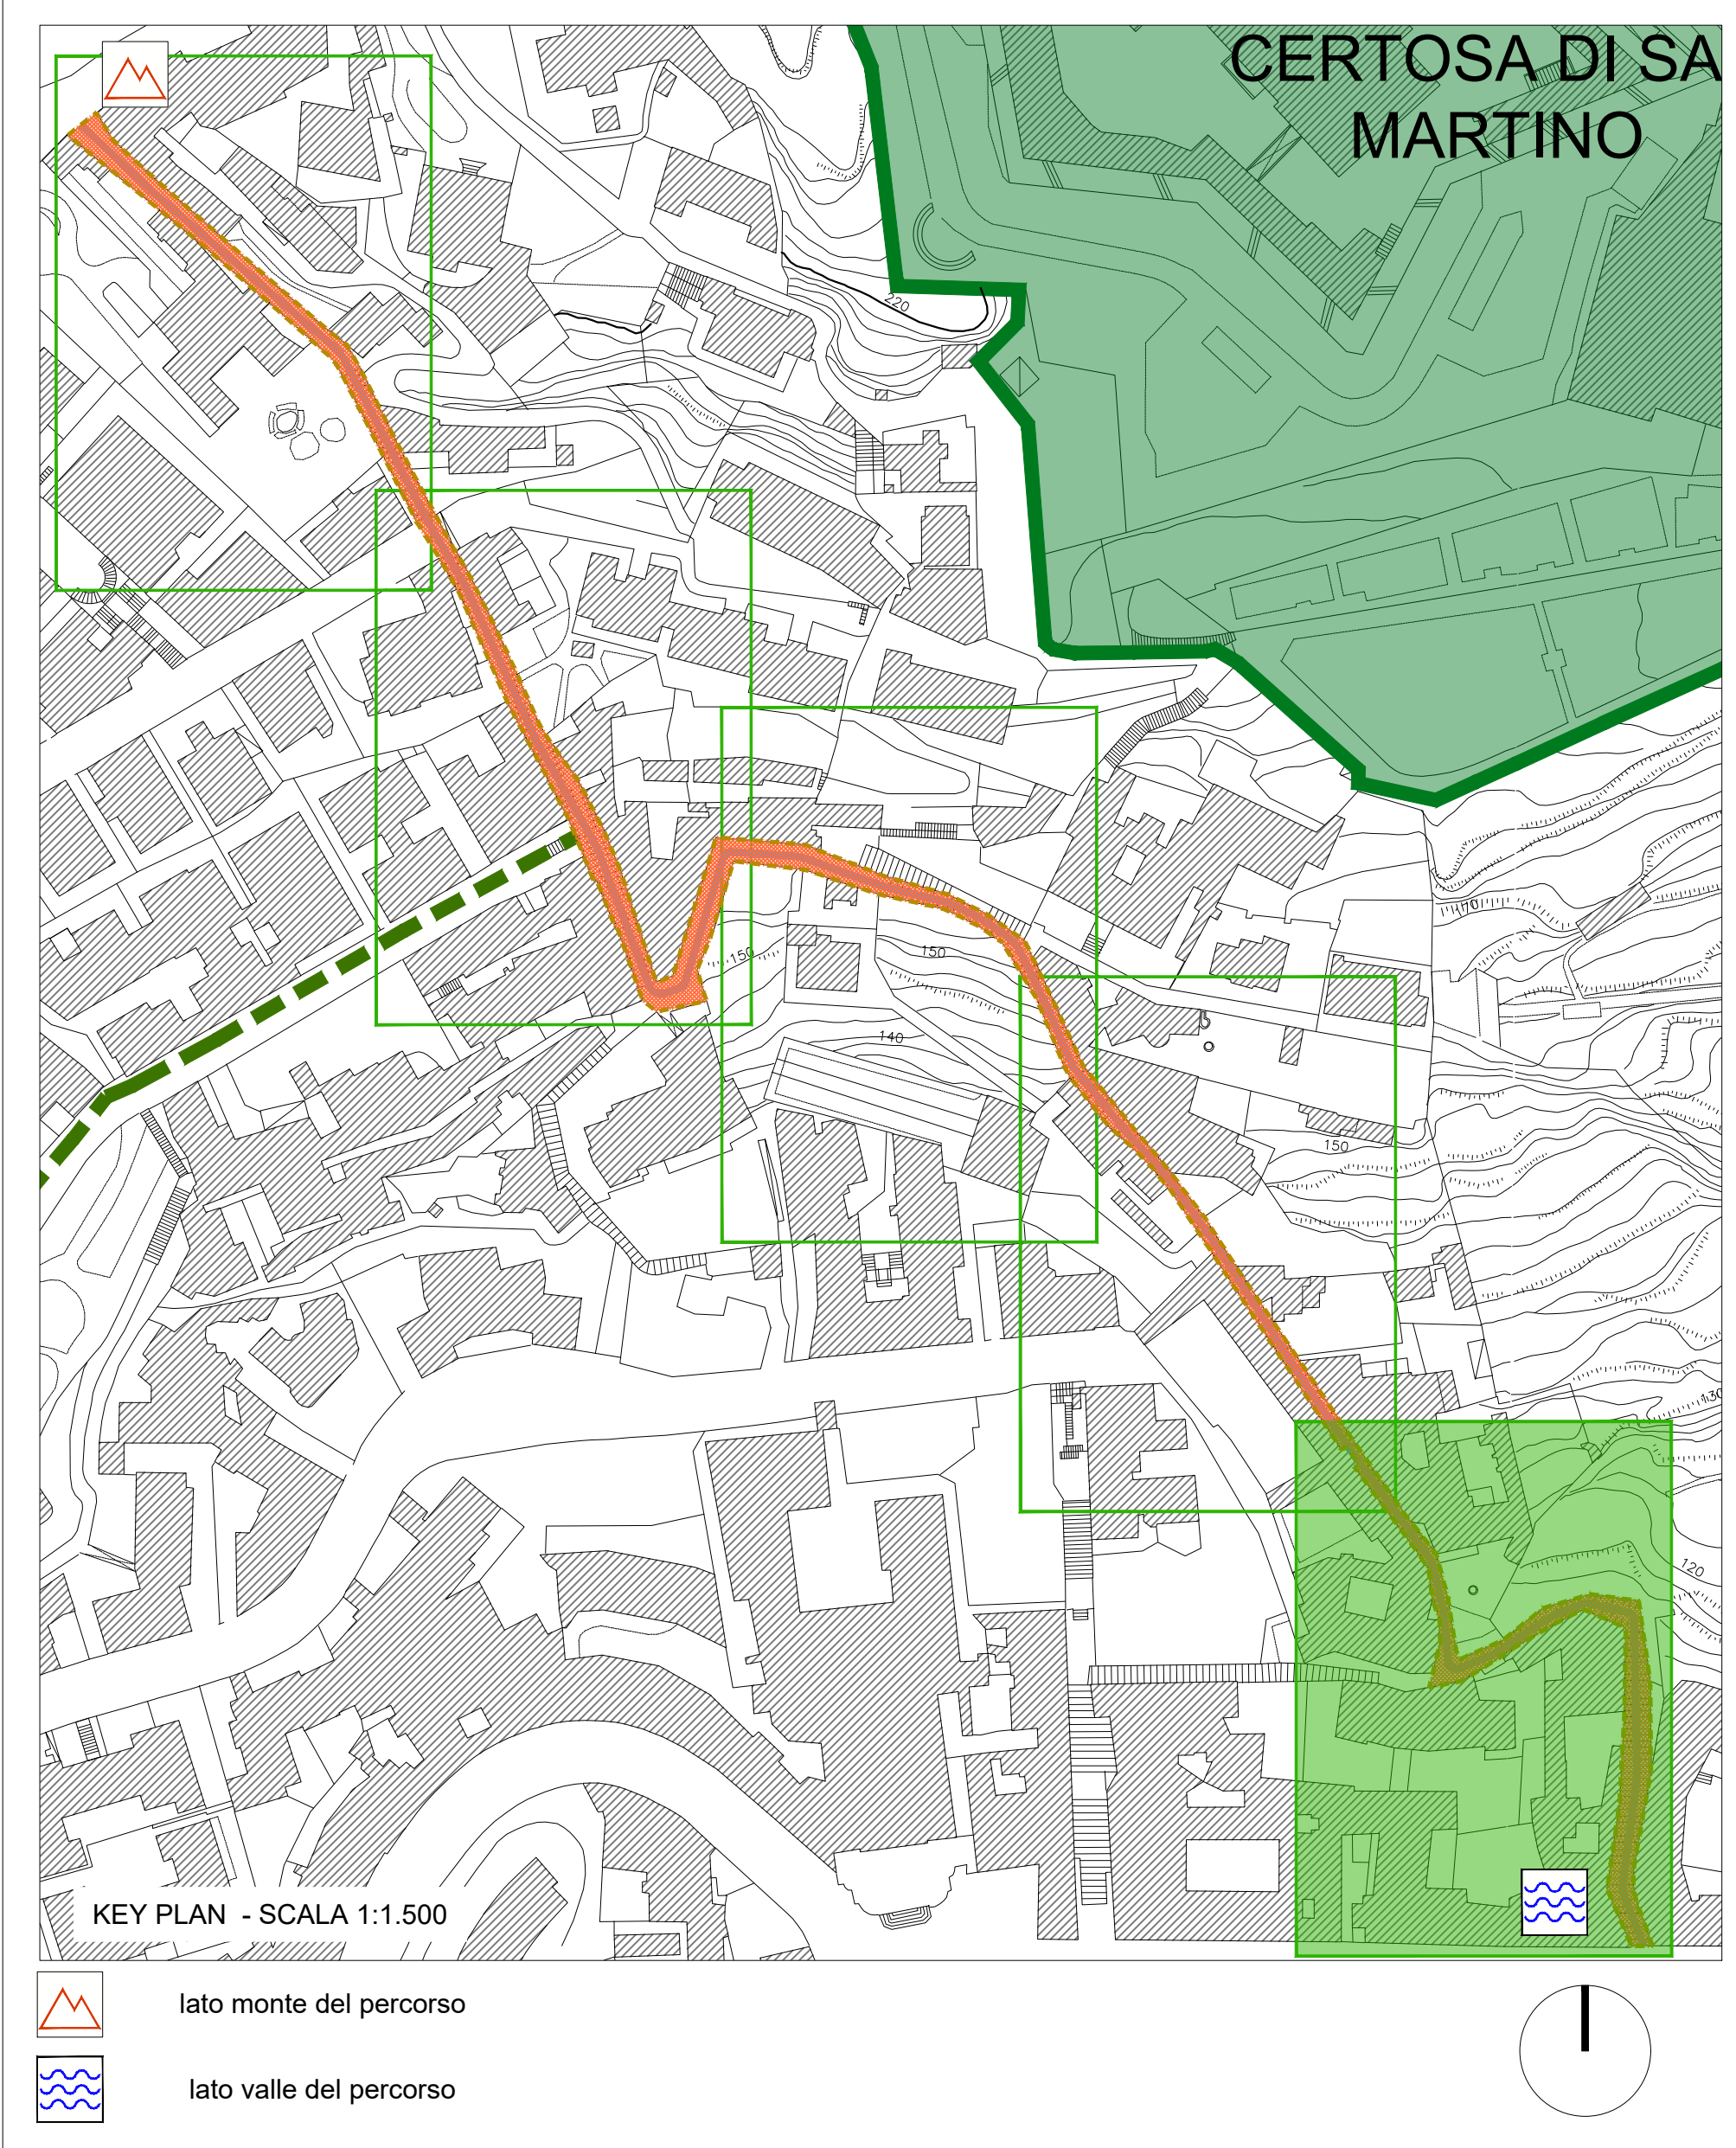 CERTOSA DI SA
MARTINO
220
150
150
140
170
150
130
120
KEY PLAN - SCALA 1:1.500
lato monte del percorso
lato valle del percorso